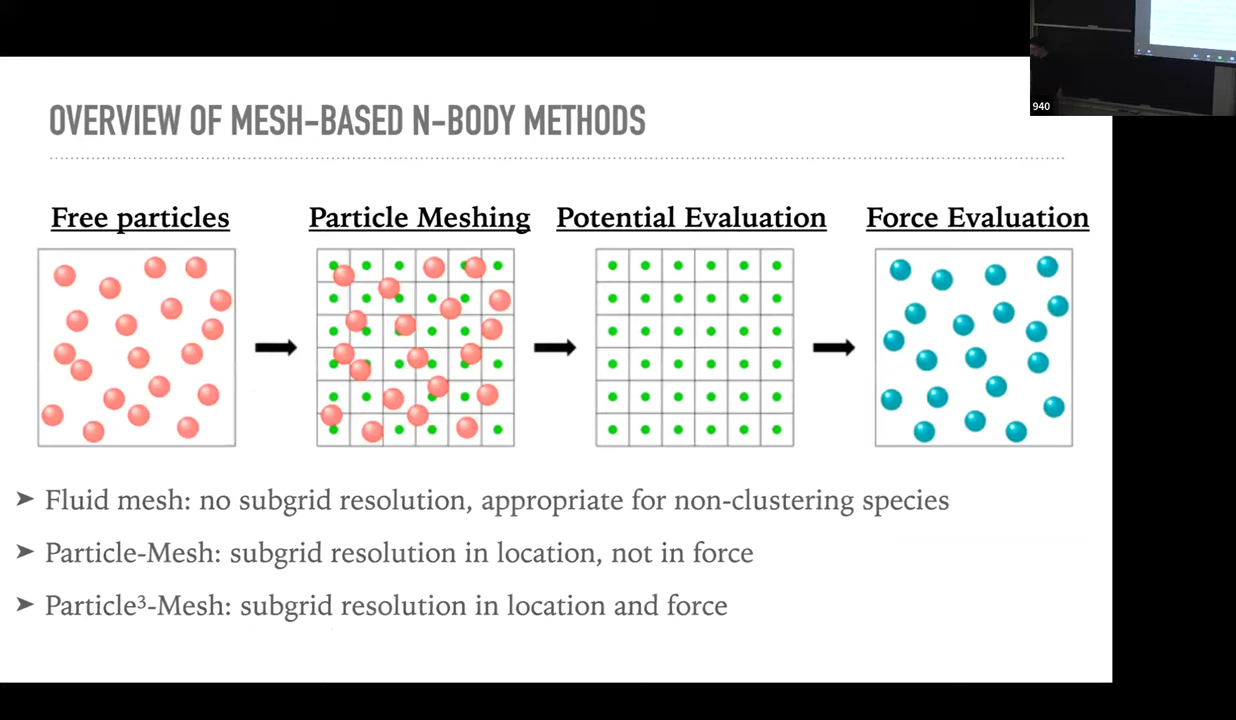 940
OVERVIEW OF MESH-BASED N-BODY METHODS
Free particles
Particle Meshing
Potential Evaluation
Force Evaluation
➤ Fluid mesh: no subgrid resolution, appropriate for non-clustering species
➤ Particle-Mesh: subgrid resolution in location, not in force
➤ Particle³-Mesh: subgrid resolution in location and force